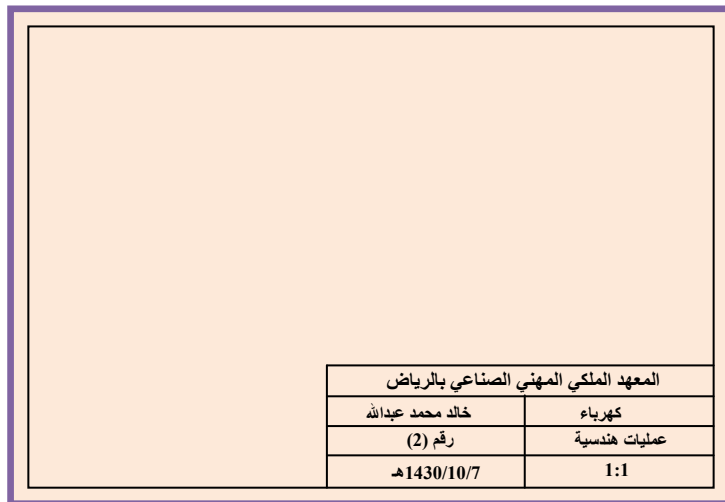 المعهد الملكي المهني الصناعي بالرياض
كهرباء خالد محمد عبدالله
عمليات هندسية رقم (2)
1:1 1430/10/7هـ